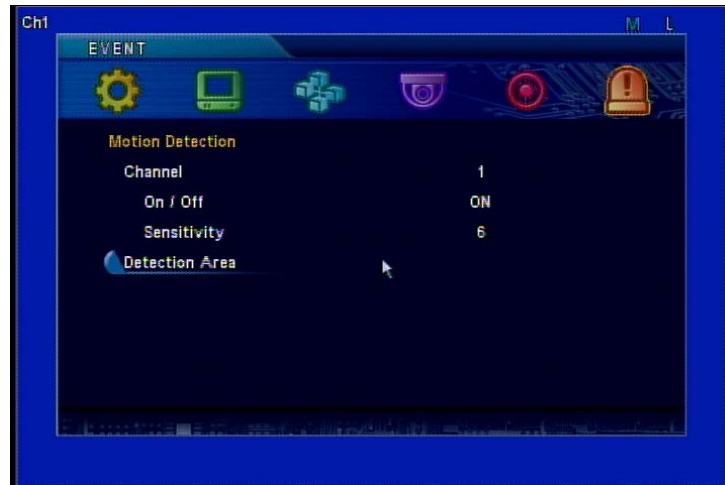 Ch1 M L
EVENT
Motion Detection
Channel 1
On / Off ON
Sensitivity 6
Detection Area